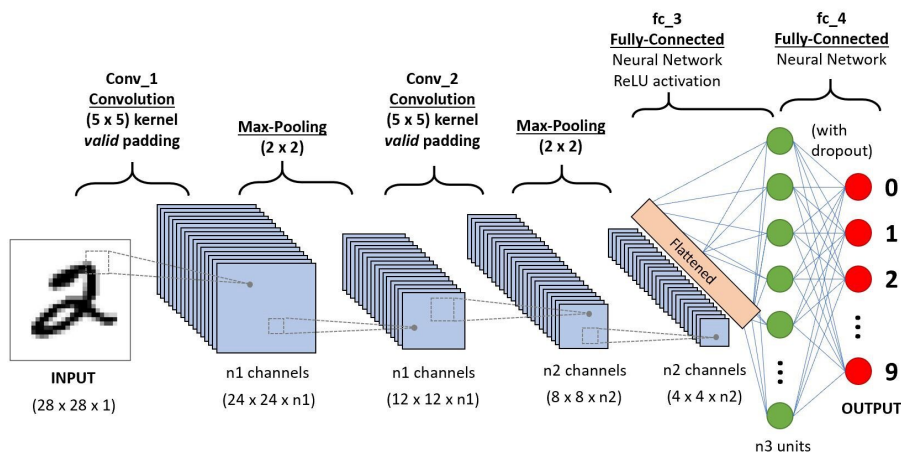 Conv_1
Convolution
(5 x 5) kernel
valid padding
Max-Pooling
(2 x 2)
Conv_2
Convolution
(5 x 5) kernel
valid padding
Max-Pooling
(2 x 2)
fc_3
Fully-Connected
Neural Network
ReLU activation
fc_4
Fully-Connected
Neural Network
(with
dropout)
Flattened
0
1
2
9
OUTPUT
2
INPUT
(28 x 28 x 1)
n1 channels
(24 x 24 x n1)
n1 channels
(12 x 12 x n1)
n2 channels
(8 x 8 x n2)
n2 channels
(4 x 4 x n2)
n3 units